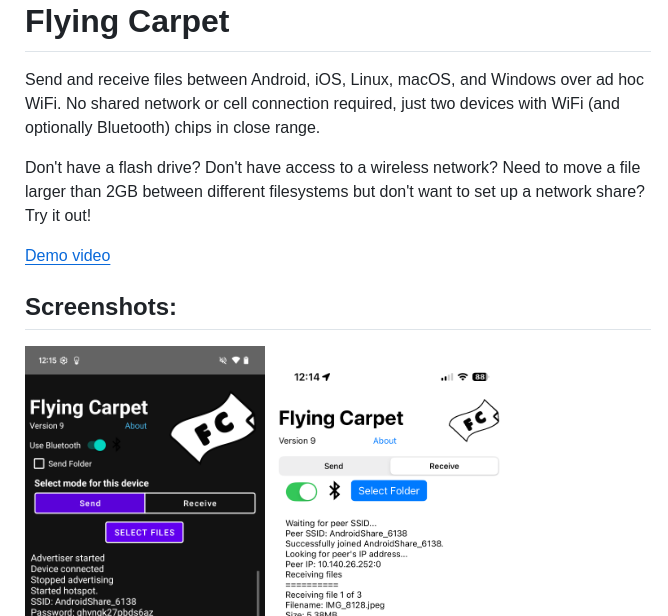 Flying Carpet
Send and receive files between Android, iOS, Linux, macOS, and Windows over ad hoc
WiFi. No shared network or cell connection required, just two devices with WiFi (and
optionally Bluetooth) chips in close range.
Don't have a flash drive? Don't have access to a wireless network? Need to move a file
larger than 2GB between different filesystems but don't want to set up a network share?
Try it out!
Demo video
Screenshots:
12:15
Flying Carpet
Version 9 About
FC
Use Bluetooth
Send Folder
Select mode for this device
Send Receive
SELECT FILES
Advertiser started
Device connected
Stopped advertising
Started hotspot.
SSID: AndroidShare_6138
12:14 88
Flying Carpet
Version 9 About
FC
Send Receive
Select Folder
Waiting for peer SSID...
Peer SSID: AndroidShare_6138
Successfully joined AndroidShare_6138.
Looking for peer's IP address...
Peer IP: 10.140.26.252:0
Receiving files
==========
Receiving file 1 of 3
Filename: IMG_8128.jpeg
Size: 5.38MB